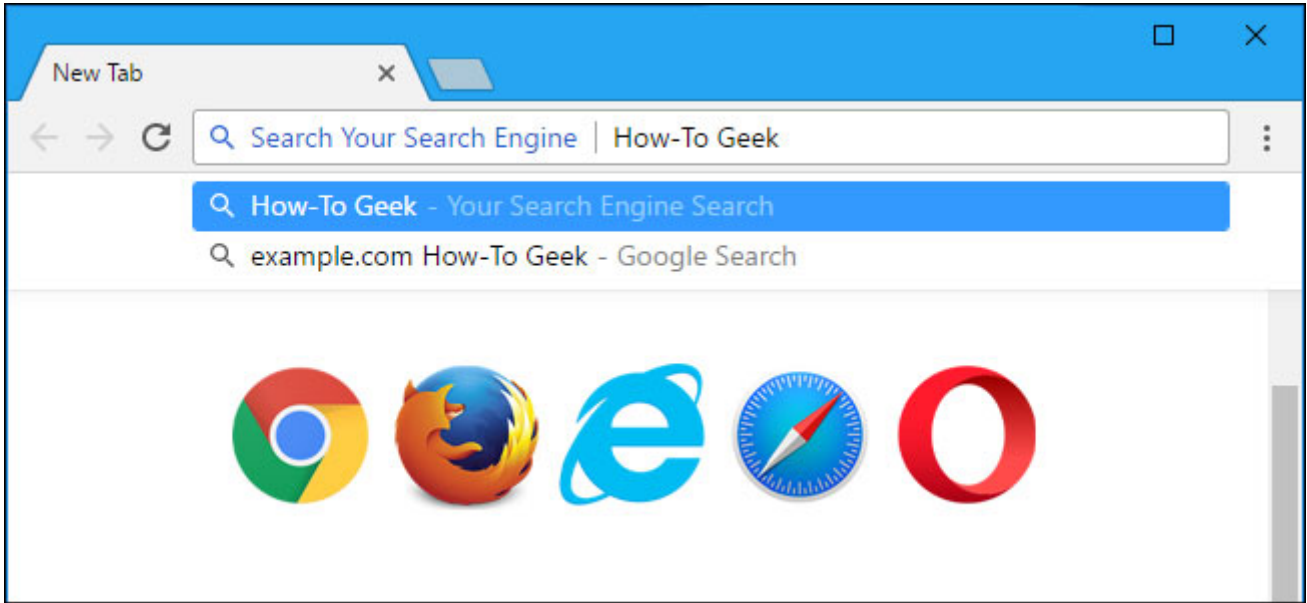 New Tab
Search Your Search Engine | How-To Geek
How-To Geek - Your Search Engine Search
example.com How-To Geek - Google Search